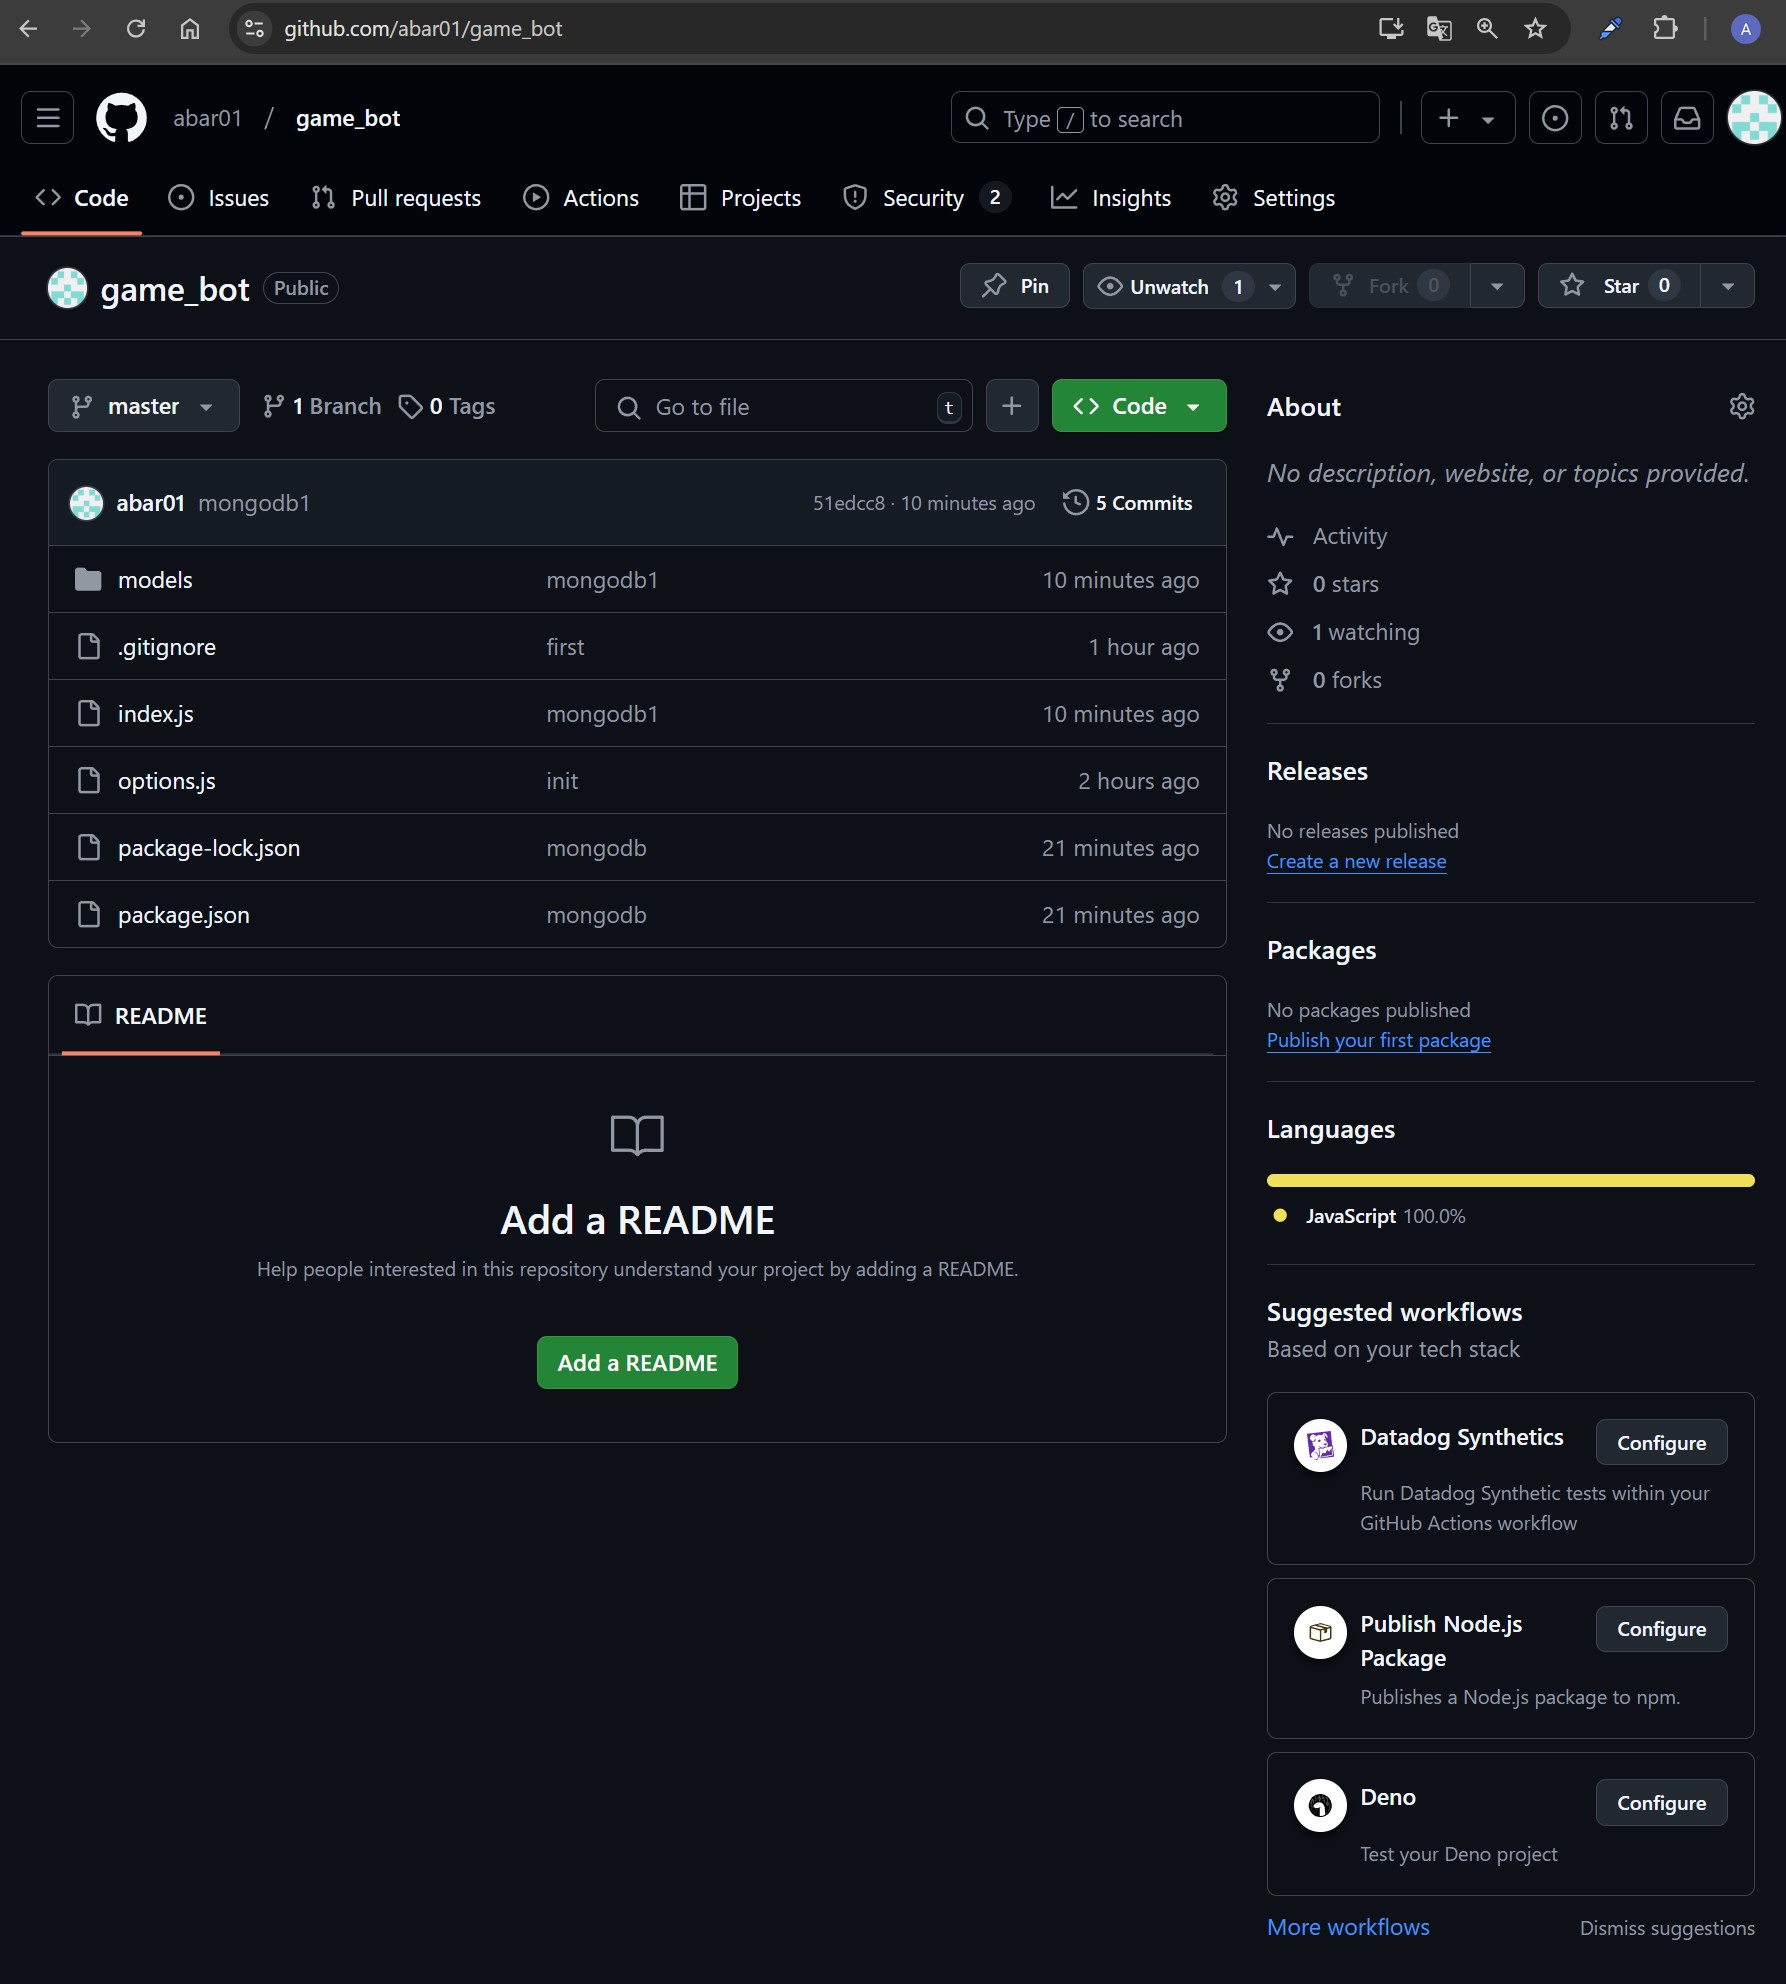 github.com/abar01/game_bot
A
abar01 / game_bot
Type / to search
Code Issues Pull requests Actions Projects Security 2 Insights Settings
game_bot Public
Pin Unwatch 1 Fork 0 Star 0
master 1 Branch 0 Tags Go to file t + Code
abar01 mongodb1 51edcc8 · 10 minutes ago 5 Commits
models mongodb1 10 minutes ago
.gitignore first 1 hour ago
index.js mongodb1 10 minutes ago
options.js init 2 hours ago
package-lock.json mongodb 21 minutes ago
package.json mongodb 21 minutes ago
README
Add a README
Help people interested in this repository understand your project by adding a README.
Add a README
About
No description, website, or topics provided.
Activity
0 stars
1 watching
0 forks
Releases
No releases published
Create a new release
Packages
No packages published
Publish your first package
Languages
JavaScript 100.0%
Suggested workflows
Based on your tech stack
Datadog Synthetics Configure
Run Datadog Synthetic tests within your
GitHub Actions workflow
Publish Node.js Configure
Package
Publishes a Node.js package to npm.
Deno Configure
Test your Deno project
More workflows Dismiss suggestions